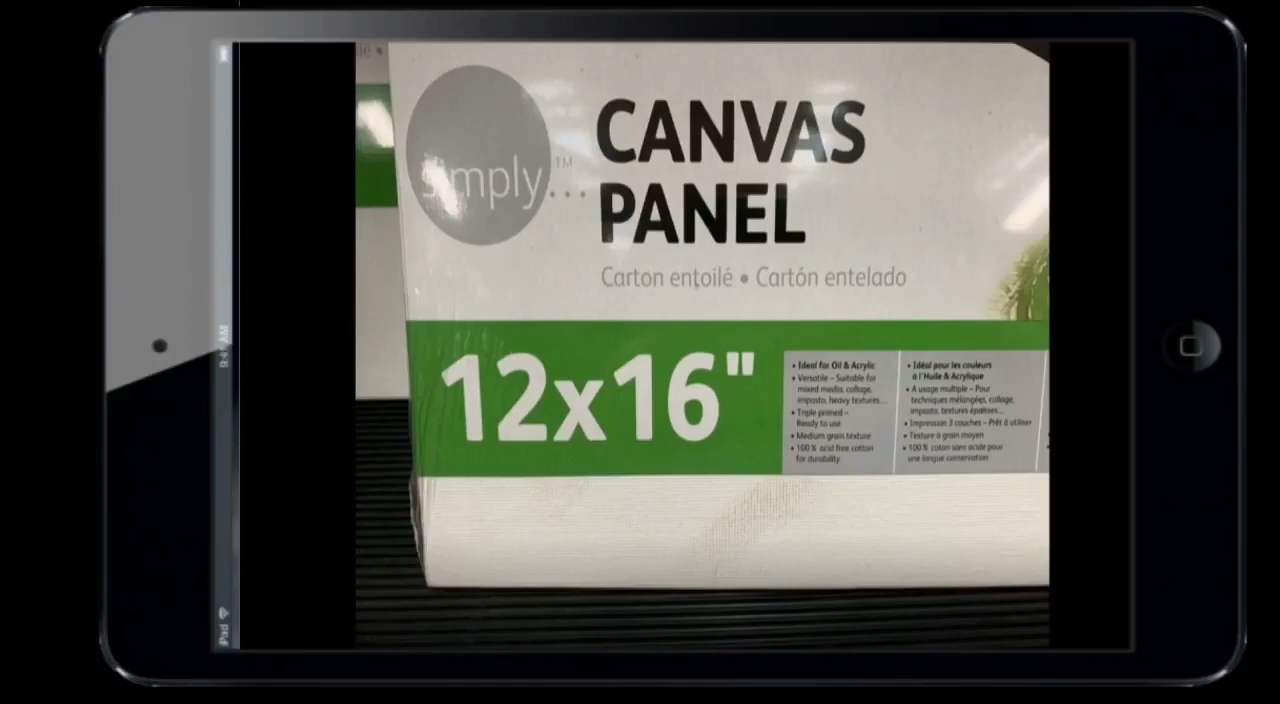 simply...™
CANVAS
PANEL
Carton entoilé • Cartón entelado
12x16"
• Ideal for Oil & Acrylic
• Versatile – Suitable for
mixed media, collage,
impasto, heavy textures...
• Triple primed –
Ready to use
• Medium grain texture
• 100% acid free cotton
for durability
• Idéal pour les couleurs
à l'Huile & Acrylique
• A usage multiple – Pour
techniques mélangées, collage,
impasto, textures épaisses...
• Impression 3 couches – Prêt à utiliser
• Texture à grain moyen
• 100% coton sans acide pour
une longue conservation
iPad